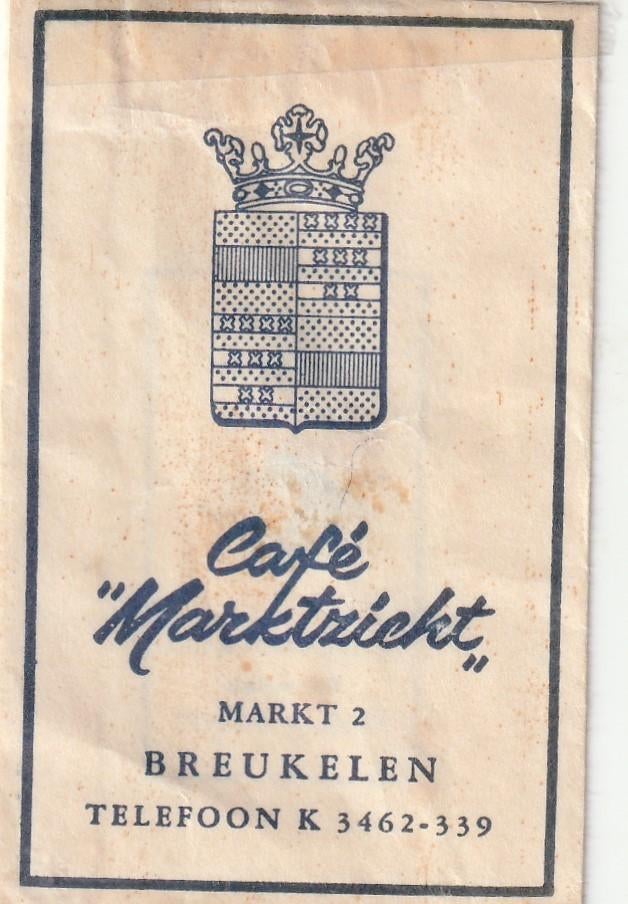 Café
"Marktzicht„
MARKT 2
BREUKELEN
TELEFOON K 3462-339